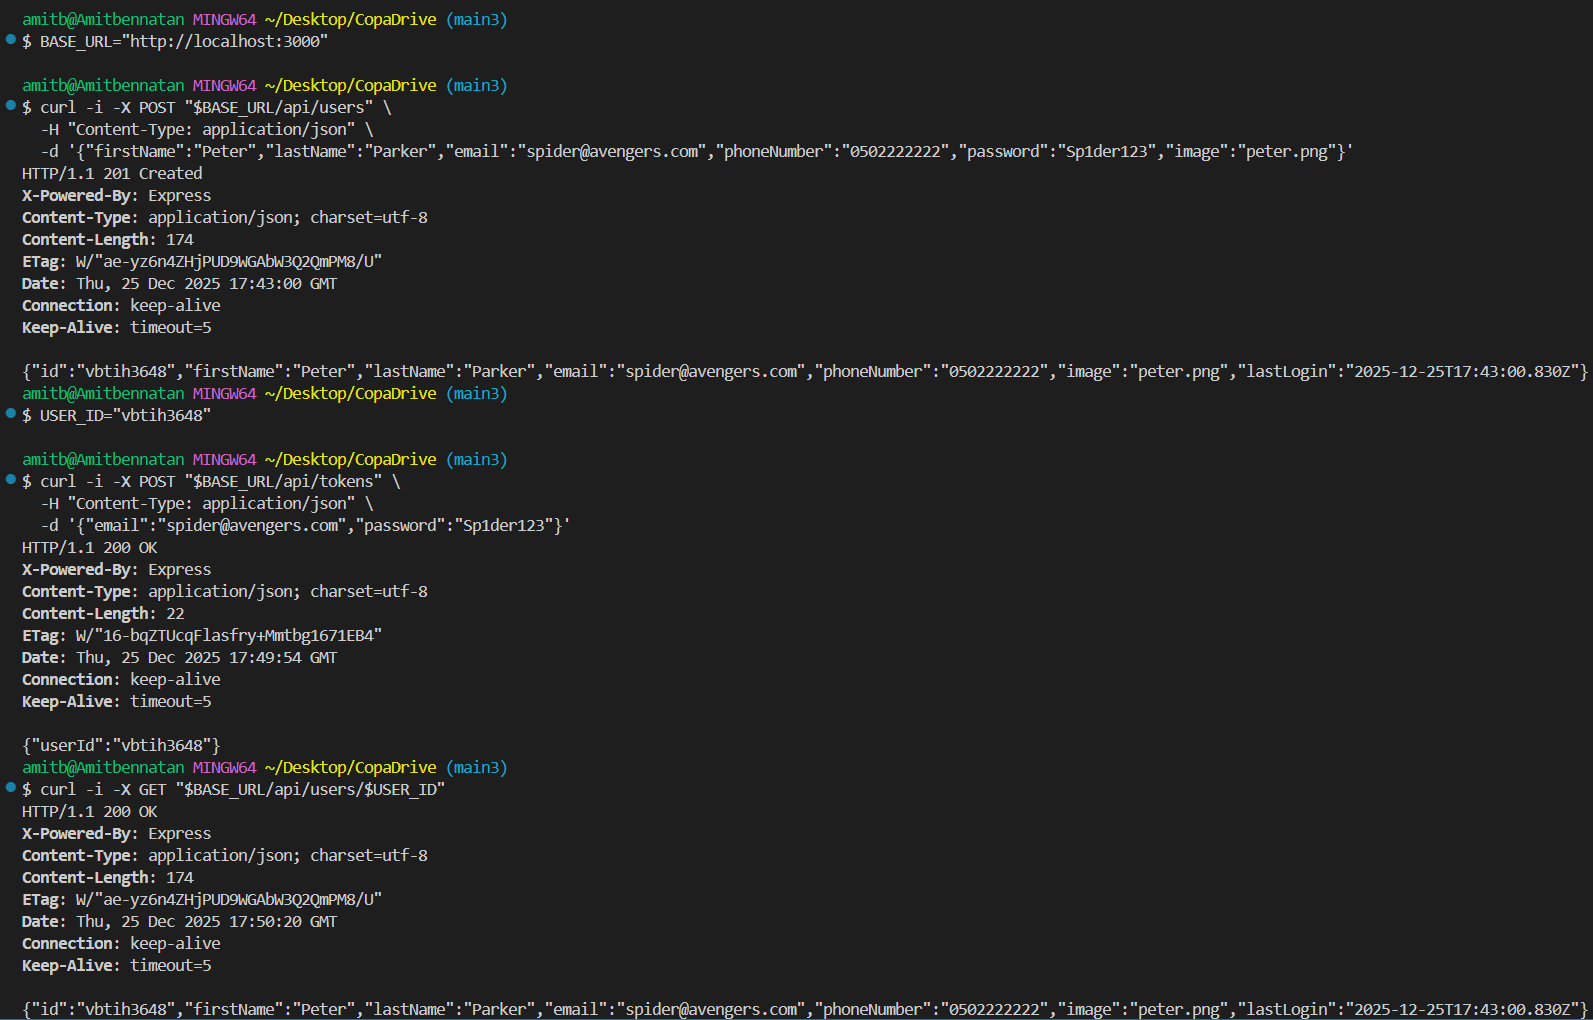 amitb@Amitbennatan MINGW64 ~/Desktop/CopaDrive (main3)
$ BASE_URL="http://localhost:3000"
amitb@Amitbennatan MINGW64 ~/Desktop/CopaDrive (main3)
$ curl -i -X POST "$BASE_URL/api/users" \
-H "Content-Type: application/json" \
-d '{"firstName":"Peter","lastName":"Parker","email":"spider@avengers.com","phoneNumber":"0502222222","password":"Sp1der123","image":"peter.png"}'
HTTP/1.1 201 Created
X-Powered-By: Express
Content-Type: application/json; charset=utf-8
Content-Length: 174
ETag: W/"ae-yz6n4ZHjPUD9WGAbW3Q2QmPM8/U"
Date: Thu, 25 Dec 2025 17:43:00 GMT
Connection: keep-alive
Keep-Alive: timeout=5
{"id":"vbtih3648","firstName":"Peter","lastName":"Parker","email":"spider@avengers.com","phoneNumber":"0502222222","image":"peter.png","lastLogin":"2025-12-25T17:43:00.830Z"}
amitb@Amitbennatan MINGW64 ~/Desktop/CopaDrive (main3)
$ USER_ID="vbtih3648"
amitb@Amitbennatan MINGW64 ~/Desktop/CopaDrive (main3)
$ curl -i -X POST "$BASE_URL/api/tokens" \
-H "Content-Type: application/json" \
-d '{"email":"spider@avengers.com","password":"Sp1der123"}'
HTTP/1.1 200 OK
X-Powered-By: Express
Content-Type: application/json; charset=utf-8
Content-Length: 22
ETag: W/"16-bqZTUcqFlasfry+Mmtbg1671EB4"
Date: Thu, 25 Dec 2025 17:49:54 GMT
Connection: keep-alive
Keep-Alive: timeout=5
{"userId":"vbtih3648"}
amitb@Amitbennatan MINGW64 ~/Desktop/CopaDrive (main3)
$ curl -i -X GET "$BASE_URL/api/users/$USER_ID"
HTTP/1.1 200 OK
X-Powered-By: Express
Content-Type: application/json; charset=utf-8
Content-Length: 174
ETag: W/"ae-yz6n4ZHjPUD9WGAbW3Q2QmPM8/U"
Date: Thu, 25 Dec 2025 17:50:20 GMT
Connection: keep-alive
Keep-Alive: timeout=5
{"id":"vbtih3648","firstName":"Peter","lastName":"Parker","email":"spider@avengers.com","phoneNumber":"0502222222","image":"peter.png","lastLogin":"2025-12-25T17:43:00.830Z"}